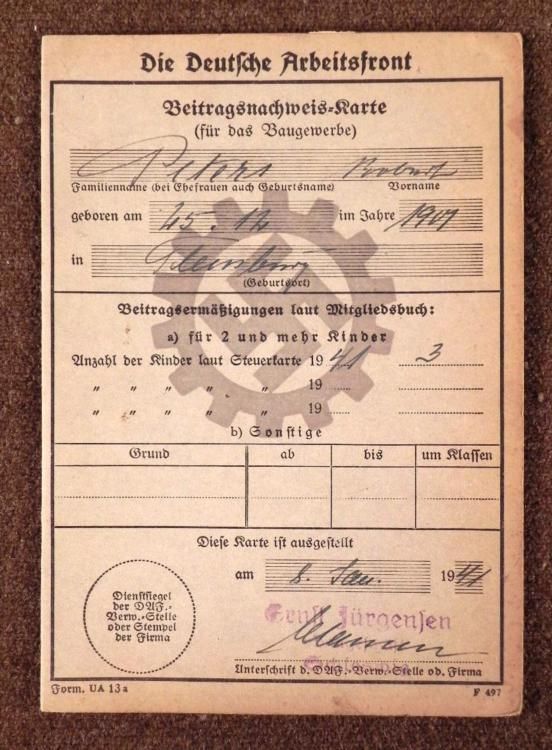 Die Deutsche Arbeitsfront
Beitragsnachweis-Karte
(für das Baugewerbe)
Peters Robert
Familienname (bei Ehefrauen auch Geburtsname) Vorname
geboren am 25.12 im Jahre 1901
in
(Geburtsort)
Beitragsermäßigungen laut Mitgliedsbuch:
a) für 2 und mehr Kinder
Anzahl der Kinder laut Steuerkarte 1941 3
" " " " " 19
" " " " " 19
b) Sonstige
Grund ab bis um Klassen
Diese Karte ist ausgestellt
am 8. Jan. 1941
Dienstsiegel
der DAF.-
Verw.-Stelle
oder Stempel
der Firma
Ernst Jürgensen
Unterschrift d. DAF.-Verw.-Stelle od. Firma
Form. UA 13a F 497